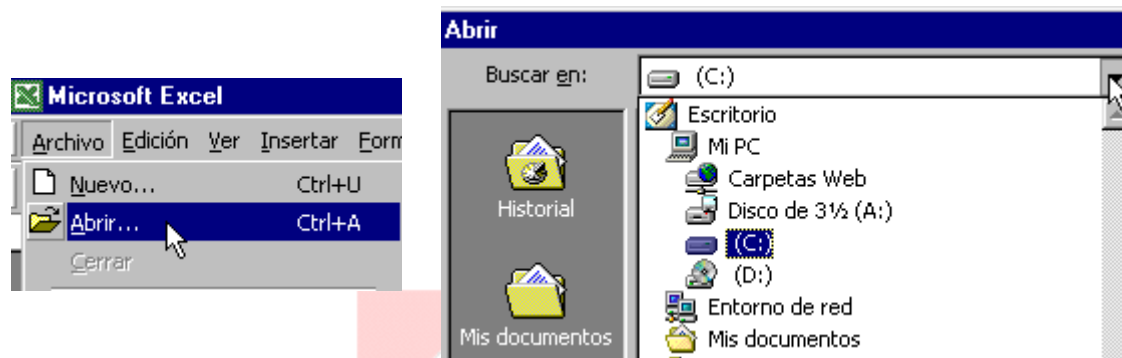 Microsoft Excel
Archivo Edición Ver Insertar Form
Nuevo... Ctrl+U
Abrir... Ctrl+A
Cerrar
Abrir
Buscar en: (C:)
Escritorio
Mi PC
Carpetas Web
Disco de 3½ (A:)
(C:)
(D:)
Entorno de red
Mis documentos
Historial
Mis documentos